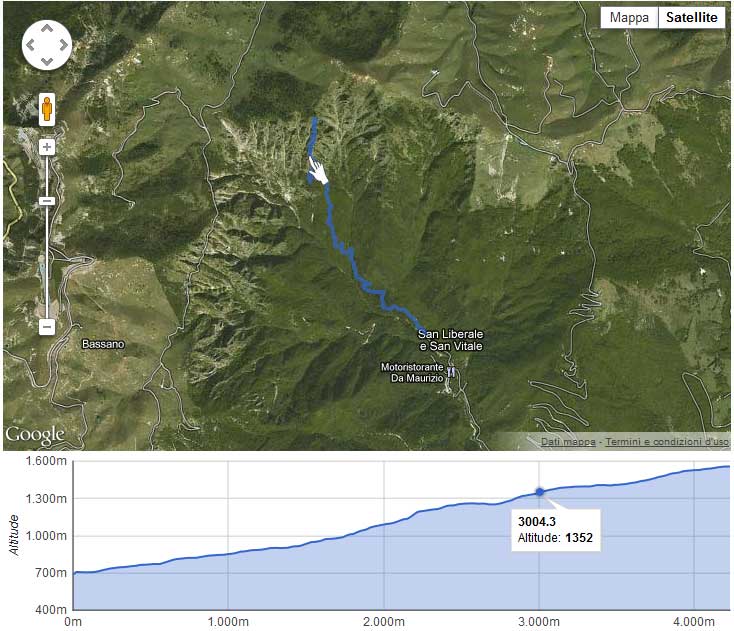 Mappa
Satellite
Bassano
San Liberale
e San Vitale
Motoristorante
Da Maurizio
Google
Dati mappa - Termini e condizioni d'uso
Altitude
1.600m
1.300m
1.000m
700m
400m
3004.3
Altitude: 1352
0m
1.000m
2.000m
3.000m
4.000m